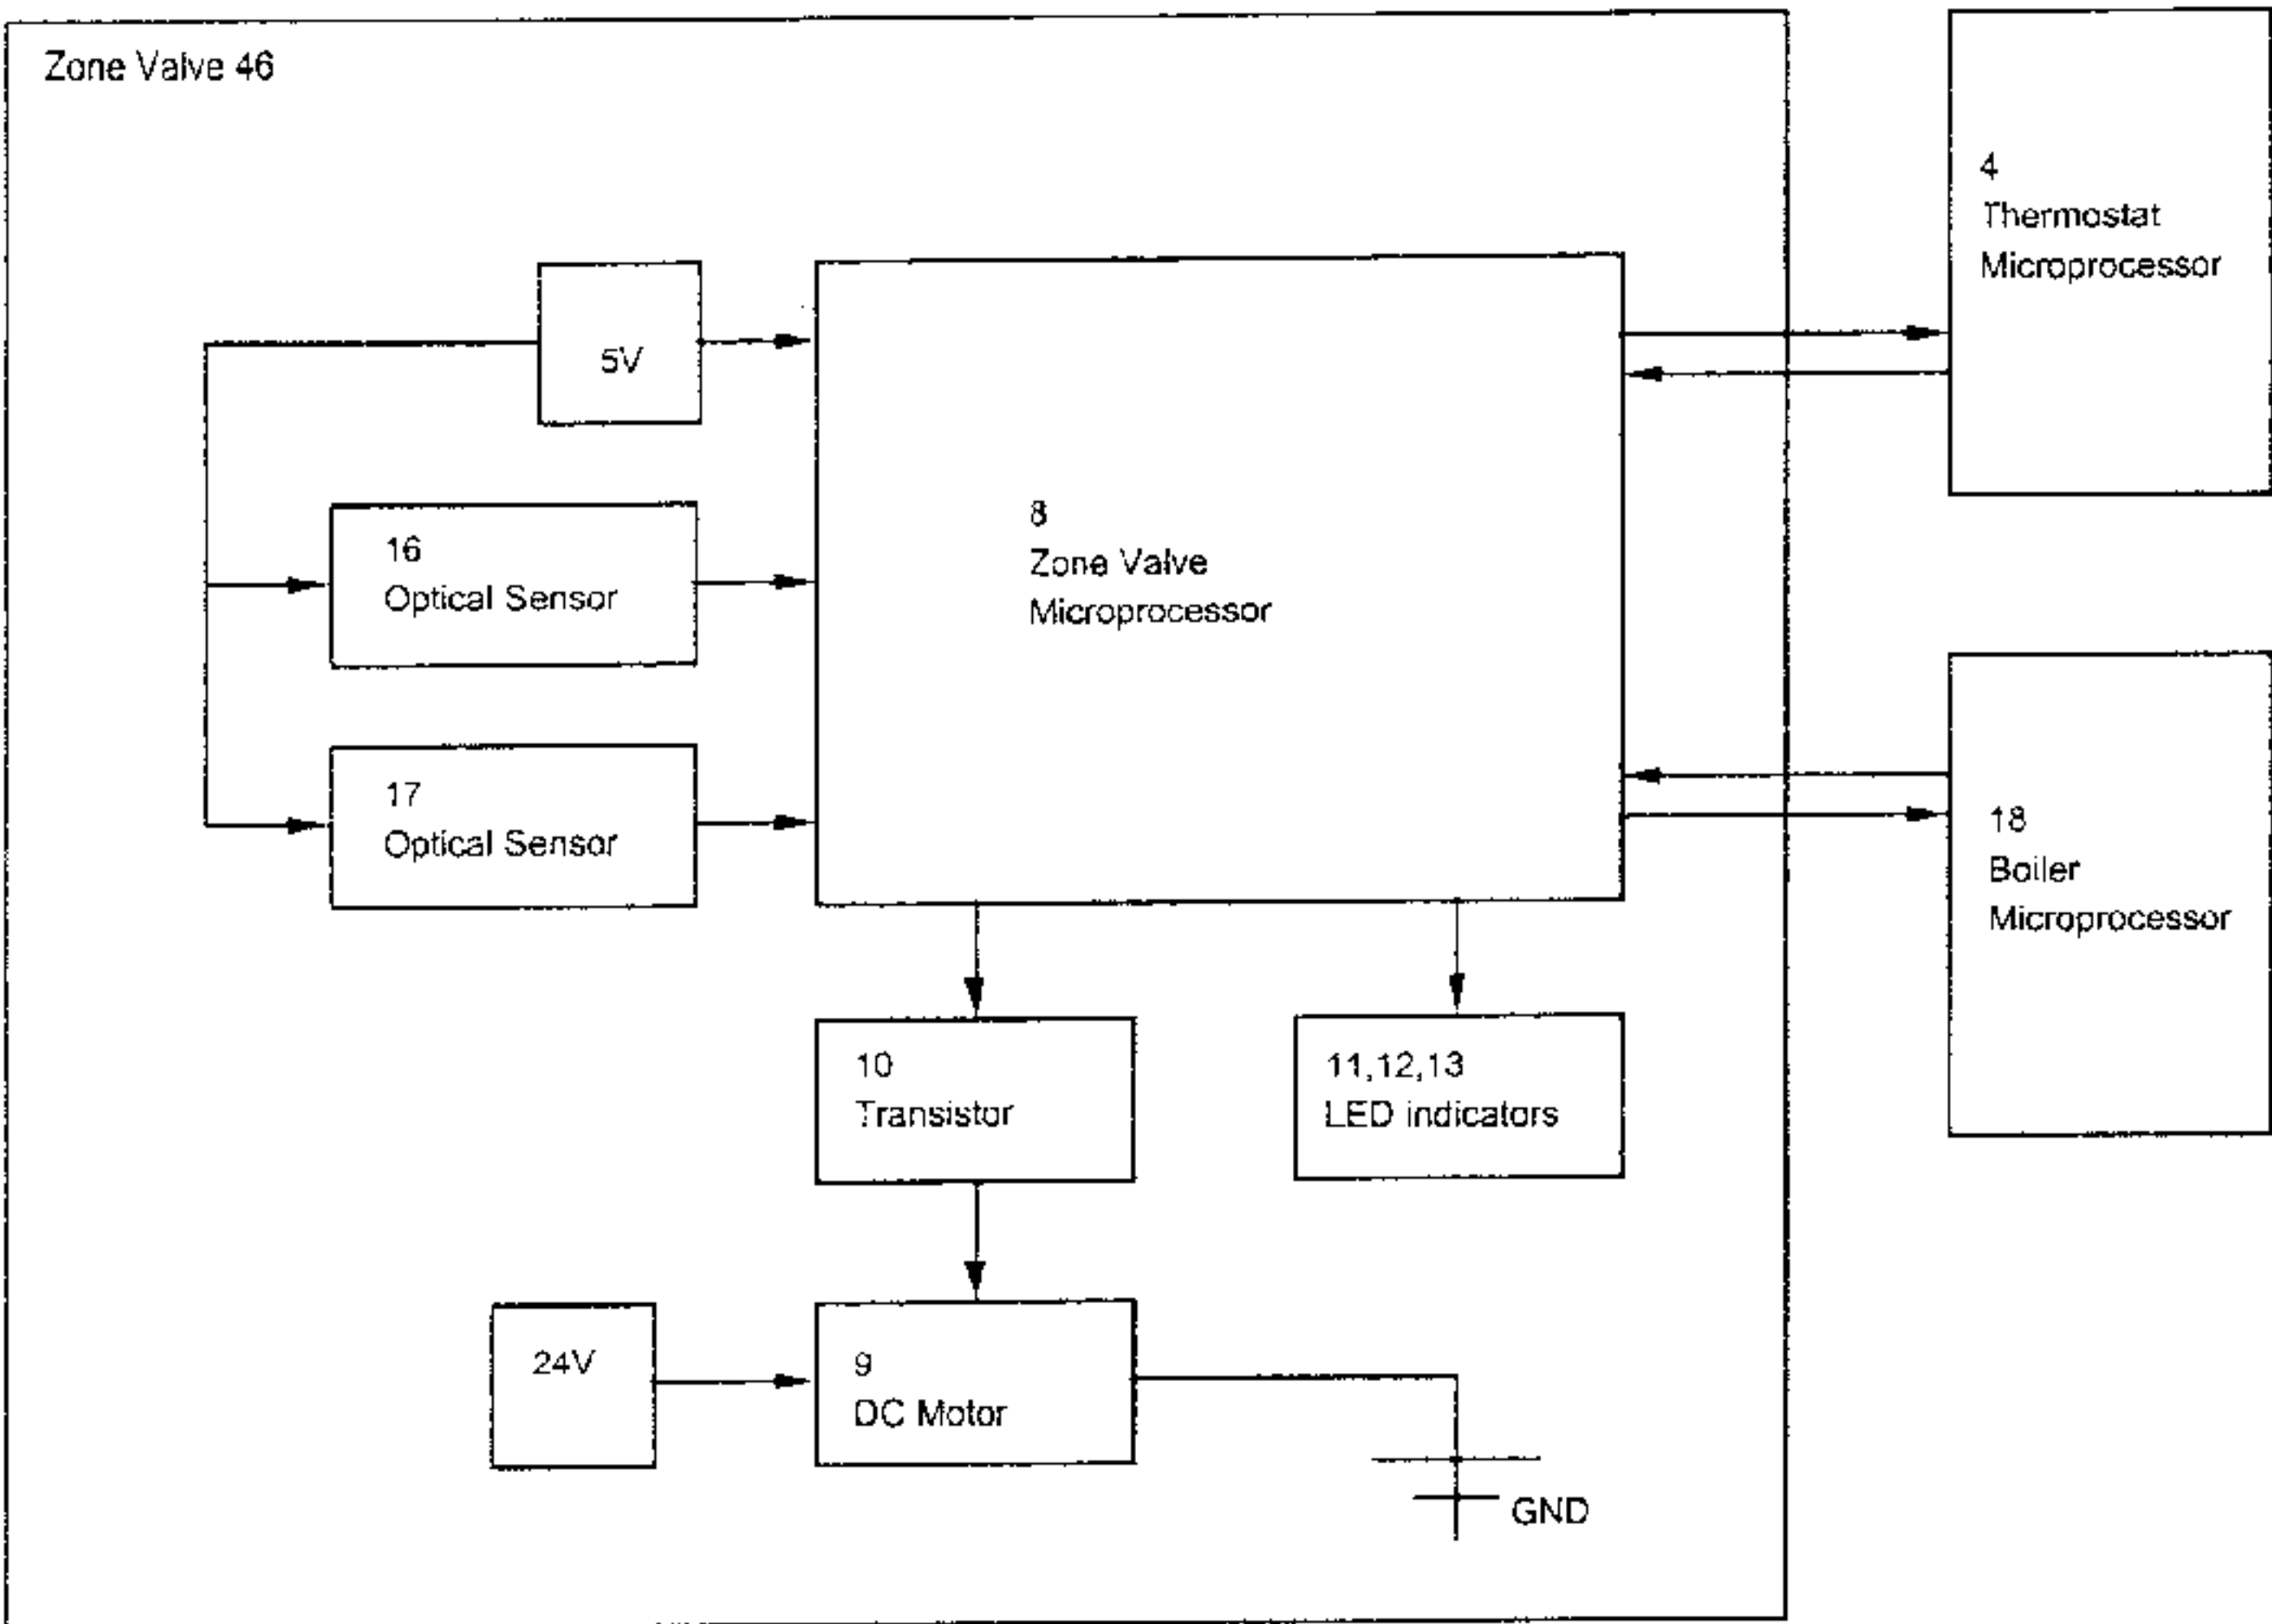 Zone Valve 46
4
Thermostat
Microprocessor
5V
8
Zone Valve
Microprocessor
16
Optical Sensor
17
Optical Sensor
18
Boiler
Microprocessor
10
Transistor
11,12,13
LED indicators
24V
9
DC Motor
GND